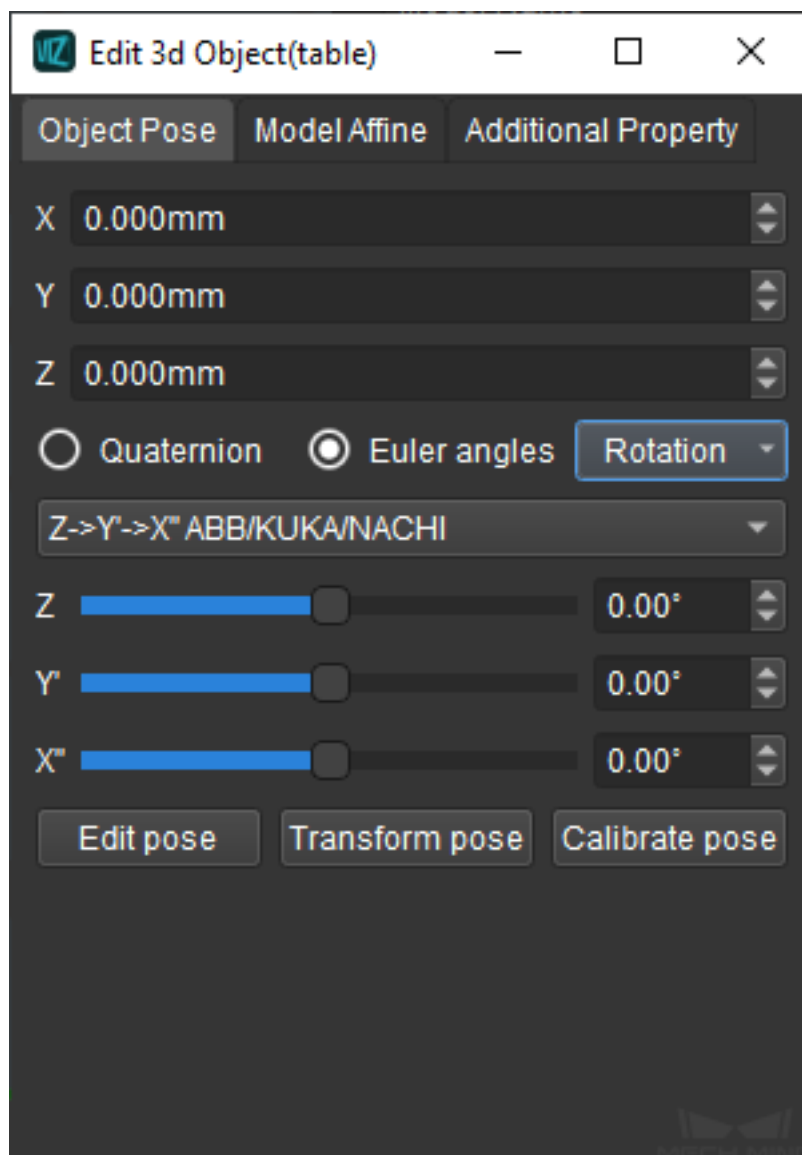 Edit 3d Object(table)
Object Pose Model Affine Additional Property
X 0.000mm
Y 0.000mm
Z 0.000mm
Quaternion Euler angles Rotation
Z->Y'->X'' ABB/KUKA/NACHI
Z 0.00°
Y' 0.00°
X'' 0.00°
Edit pose Transform pose Calibrate pose